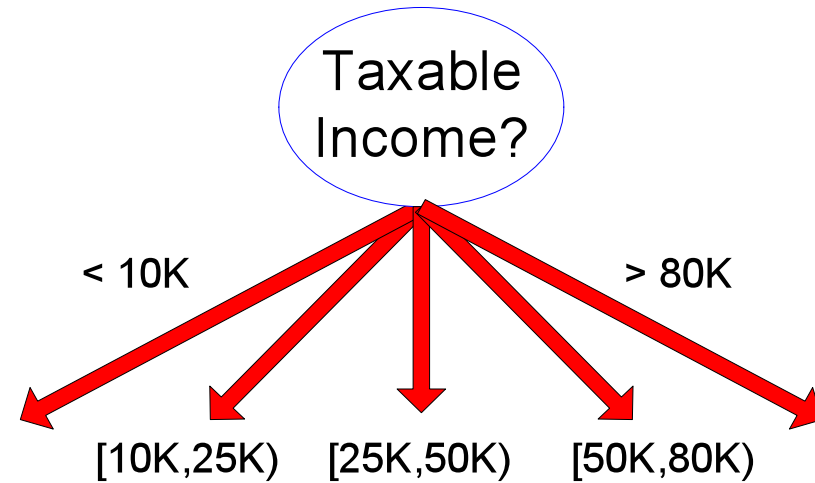 Taxable
Income?
< 10K
> 80K
[10K,25K)
[25K,50K)
[50K,80K)